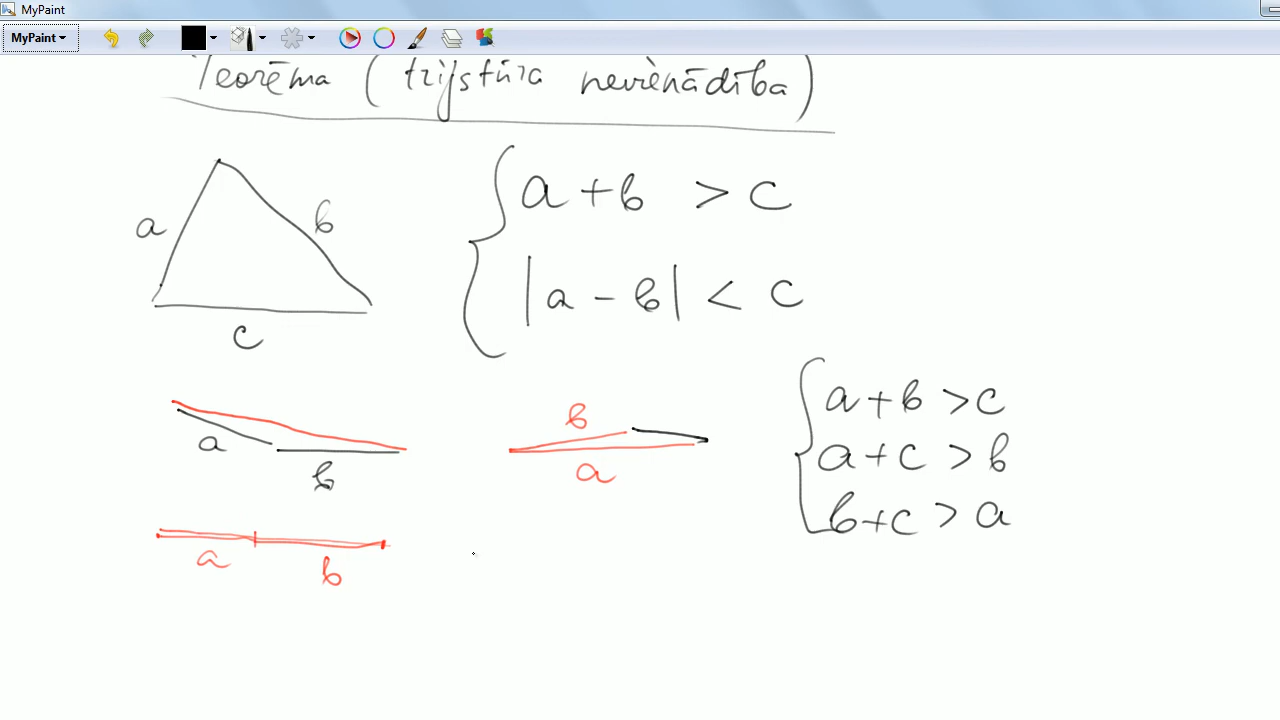 MyPaint
MyPaint
Teorēma (trijstūra nevienādība)
a
b
c
a + b > c
|a - b| < c
a
b
b
a
a + b > c
a + c > b
b + c > a
a
b